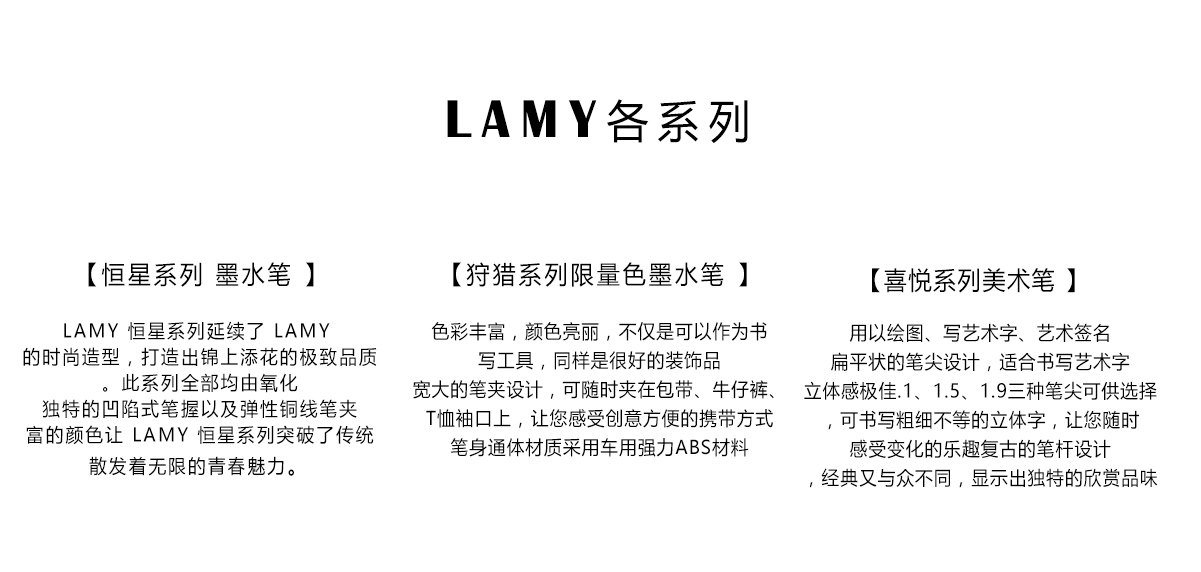 LAMY各系列
【恒星系列 墨水笔 】
LAMY 恒星系列延续了 LAMY
的时尚造型，打造出锦上添花的极致品质
。此系列全部均由氧化
独特的凹陷式笔握以及弹性铜线笔夹
富的颜色让 LAMY 恒星系列突破了传统
散发着无限的青春魅力。
【狩猎系列限量色墨水笔 】
色彩丰富，颜色亮丽，不仅是可以作为书
写工具，同样是很好的装饰品
宽大的笔夹设计，可随时夹在包带、牛仔裤、
T恤袖口上，让您感受创意方便的携带方式
笔身通体材质采用车用强力ABS材料
【喜悦系列美术笔 】
用以绘图、写艺术字、艺术签名
扁平状的笔尖设计，适合书写艺术字
立体感极佳.1、1.5、1.9三种笔尖可供选择
，可书写粗细不等的立体字，让您随时
感受变化的乐趣复古的笔杆设计
，经典又与众不同，显示出独特的欣赏品味